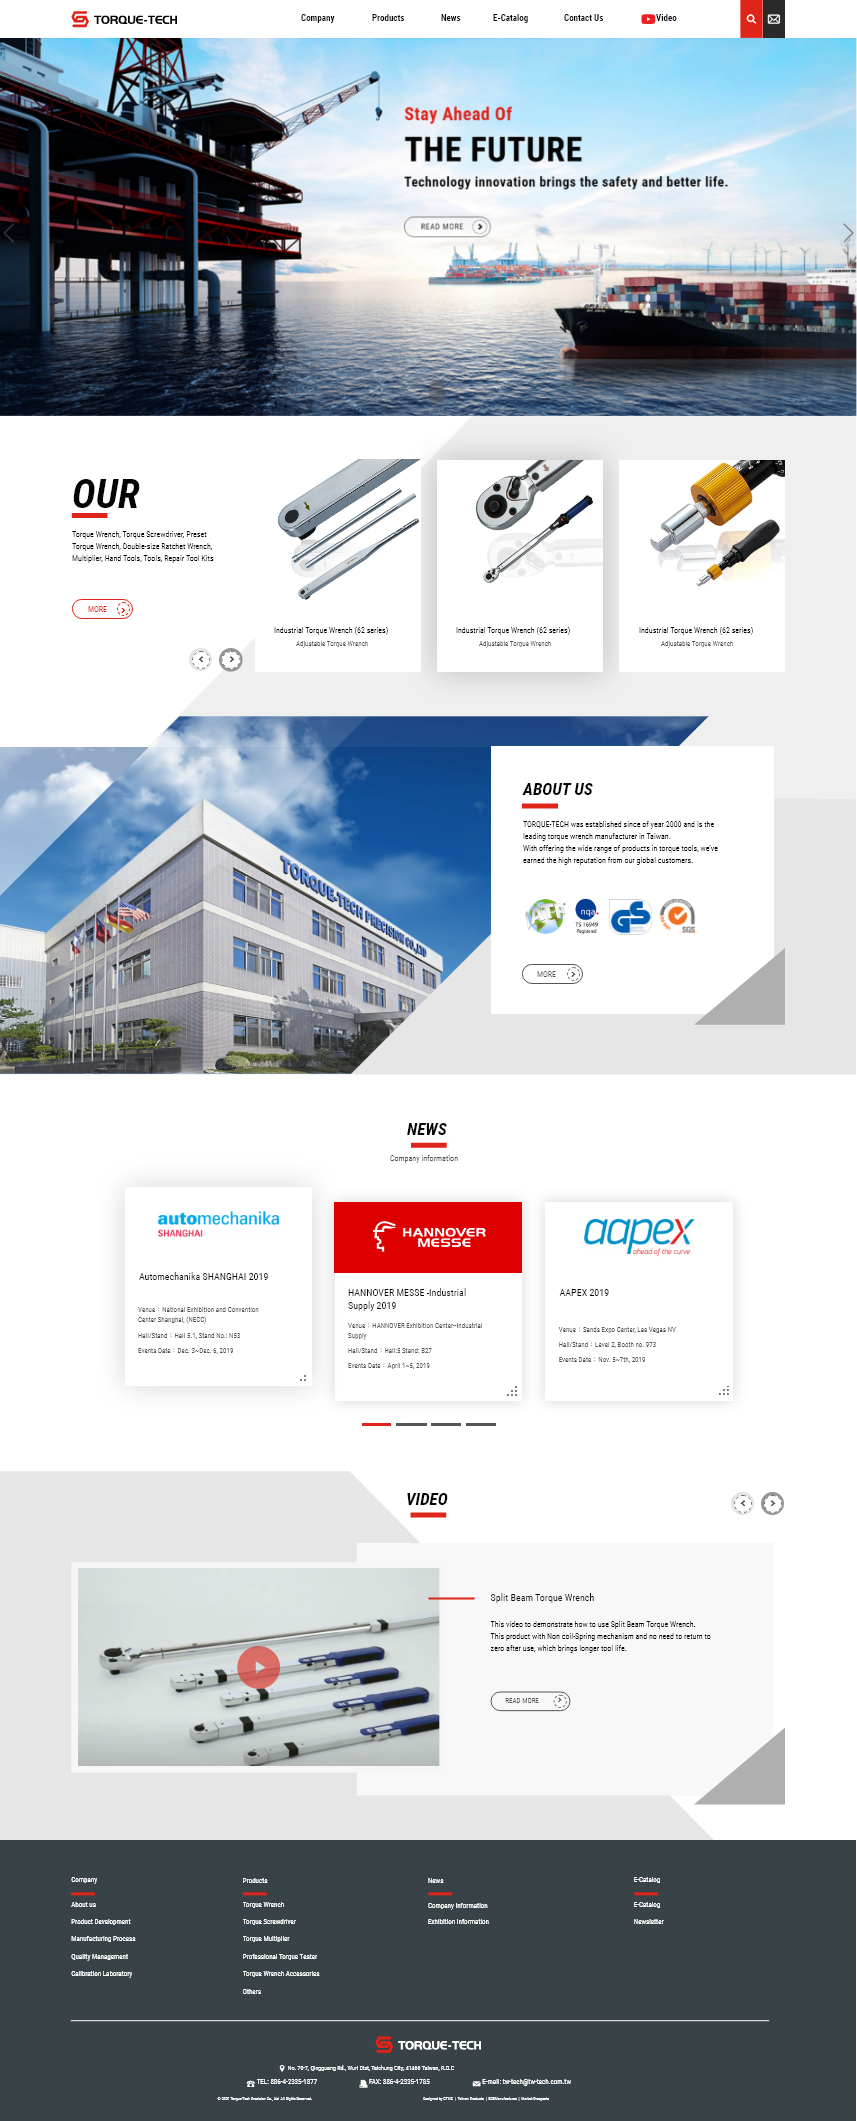 TORQUE-TECH
Company Products News E-Catalog Contact Us Video
Stay Ahead Of
THE FUTURE
Technology innovation brings the safety and better life.
READ MORE
OUR
Torque Wrench, Torque Screwdriver, Preset
Torque Wrench, Double-size Ratchet Wrench,
Multiplier, Hand Tools, Tools, Repair Tool Kits
MORE
Industrial Torque Wrench (62 series)
Adjustable Torque Wrench
Industrial Torque Wrench (62 series)
Adjustable Torque Wrench
Industrial Torque Wrench (62 series)
Adjustable Torque Wrench
TORQUE-TECH PRECISION CO.,LTD
ABOUT US
TORQUE-TECH was established since of year 2000 and is the
leading torque wrench manufacturer in Taiwan.
With offering the wide range of products in torque tools, we've
earned the high reputation from our global customers.
nqa
TS 16949
Registered
GS
SGS
MORE
NEWS
Company information
automechanika
SHANGHAI
Automechanika SHANGHAI 2019
Venue：National Exhibition and Convention
Center Shanghai, (NECC)
Hall/Stand：Hall 5.1, Stand No.: N53
Events Date：Dec. 3~Dec. 6, 2019
HANNOVER
MESSE
HANNOVER MESSE -Industrial
Supply 2019
Venue：HANNOVER Exhibition Center--Industrial
Supply
Hall/Stand：Hall:5 Stand: B27
Events Date：April 1~5, 2019
aapex
ahead of the curve
AAPEX 2019
Venue：Sands Expo Center, Las Vegas NV
Hall/Stand：Level 2, Booth no. 973
Events Date：Nov. 5~7th, 2019
VIDEO
Split Beam Torque Wrench
This video to demonstrate how to use Split Beam Torque Wrench.
This product with Non coil-Spring mechanism and no need to return to
zero after use, which brings longer tool life.
READ MORE
Company
About us
Product Development
Manufacturing Process
Quality Management
Calibration Laboratory
Products
Torque Wrench
Torque Screwdriver
Torque Multiplier
Professional Torque Tester
Torque Wrench Accessories
Others
News
Company Information
Exhibition Information
E-Catalog
E-Catalog
Newsletter
TORQUE-TECH
No. 70-7, Qingguang Rd., Wuri Dist, Taichung City, 41466 Taiwan, R.O.C
TEL: 886-4-2335-1877 FAX: 886-4-2335-1785 E-mail: tw-tech@tw-tech.com.tw
Torque-Tech Precision Co., Ltd All Rights Reserved.